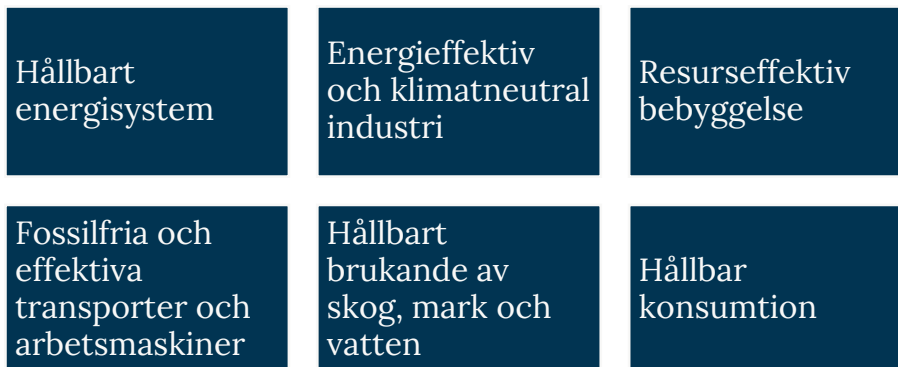 Hållbart
energisystem
Energieffektiv
och klimatneutral
industri
Resurseffektiv
bebyggelse
Fossilfria och
effektiva
transporter och
arbetsmaskiner
Hållbart
brukande av
skog, mark och
vatten
Hållbar
konsumtion